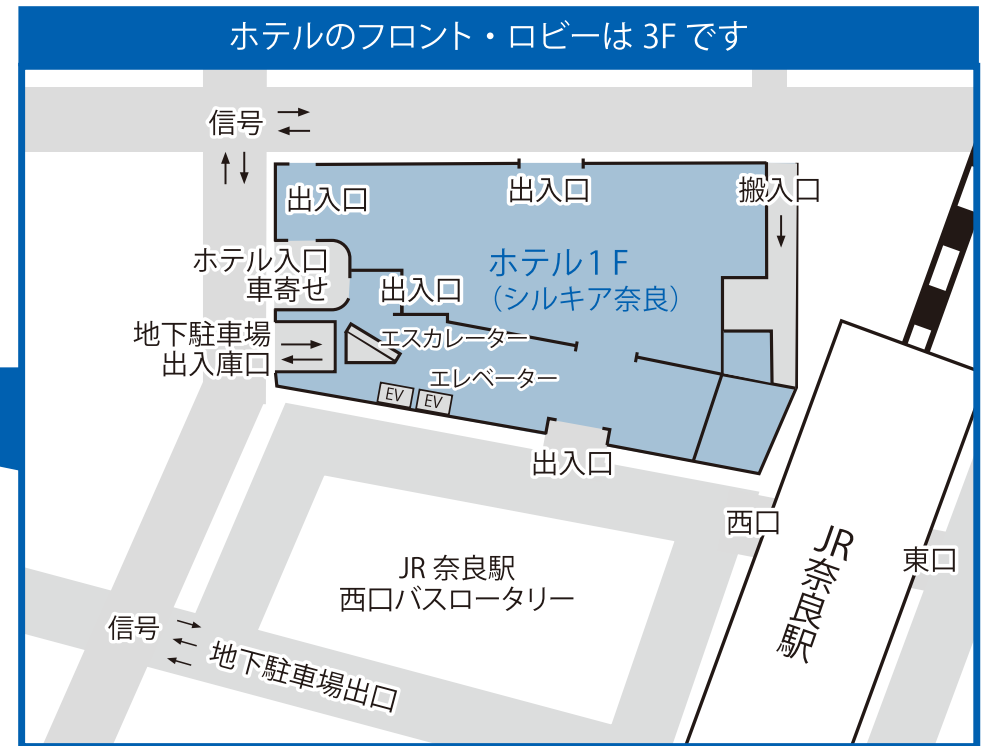 ホテルのフロント・ロビーは 3F です
信号
出入口
出入口
搬入口
ホテル入口
車寄せ
出入口
ホテル1F
（シルキア奈良）
地下駐車場
出入庫口
エスカレーター
エレベーター
EV
EV
出入口
西口
JR奈良駅
東口
JR 奈良駅
西口バスロータリー
信号
地下駐車場出口